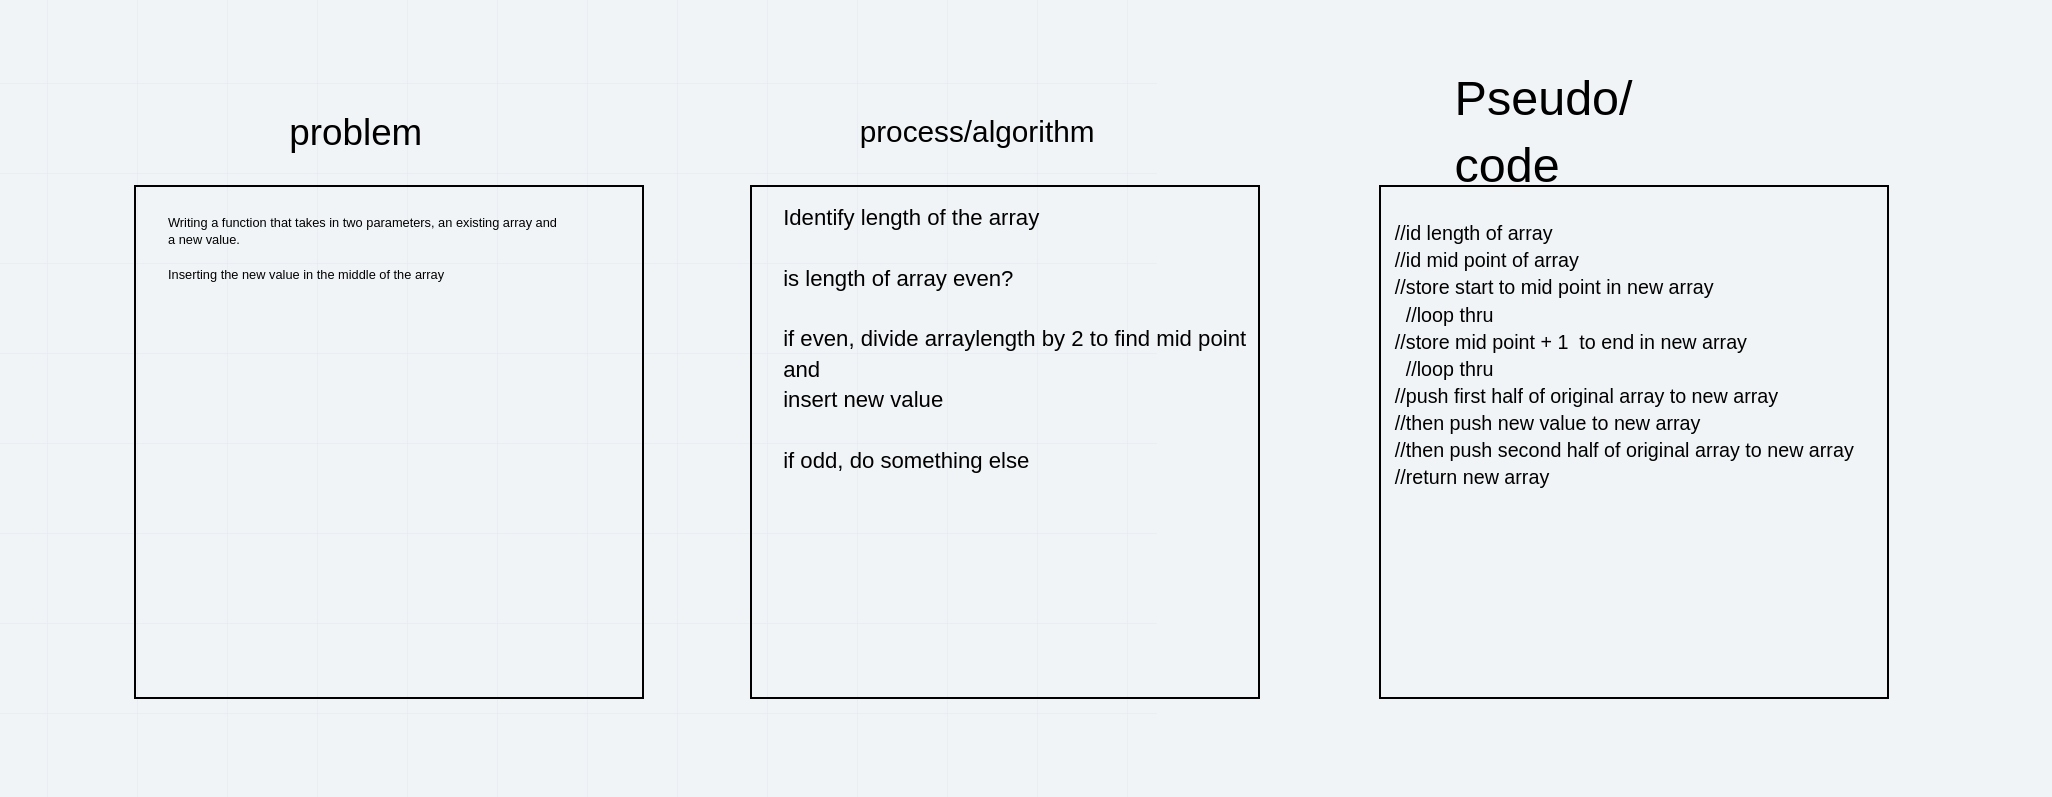 problem
Writing a function that takes in two parameters, an existing array and
a new value.
Inserting the new value in the middle of the array
process/algorithm
Identify length of the array
is length of array even?
if even, divide arraylength by 2 to find mid point
and
insert new value
if odd, do something else
Pseudo/
code
//id length of array
//id mid point of array
//store start to mid point in new array
//loop thru
//store mid point + 1  to end in new array
//loop thru
//push first half of original array to new array
//then push new value to new array
//then push second half of original array to new array
//return new array